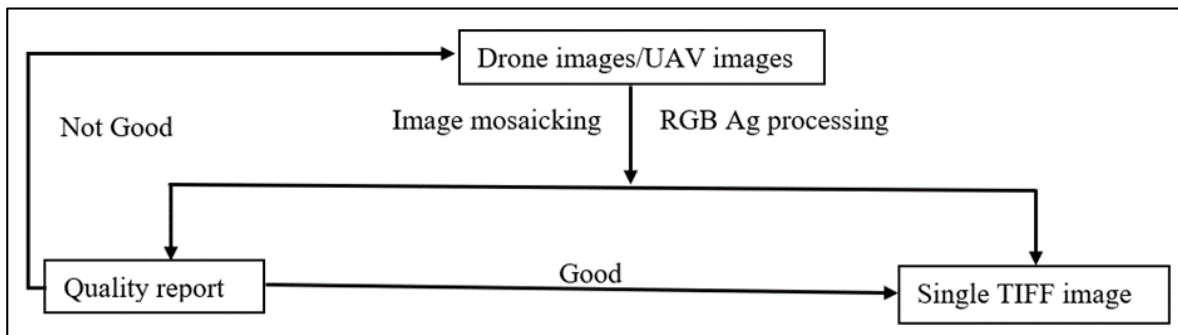 Drone images/UAV images
Not Good
Image mosaicking
RGB Ag processing
Quality report
Good
Single TIFF image